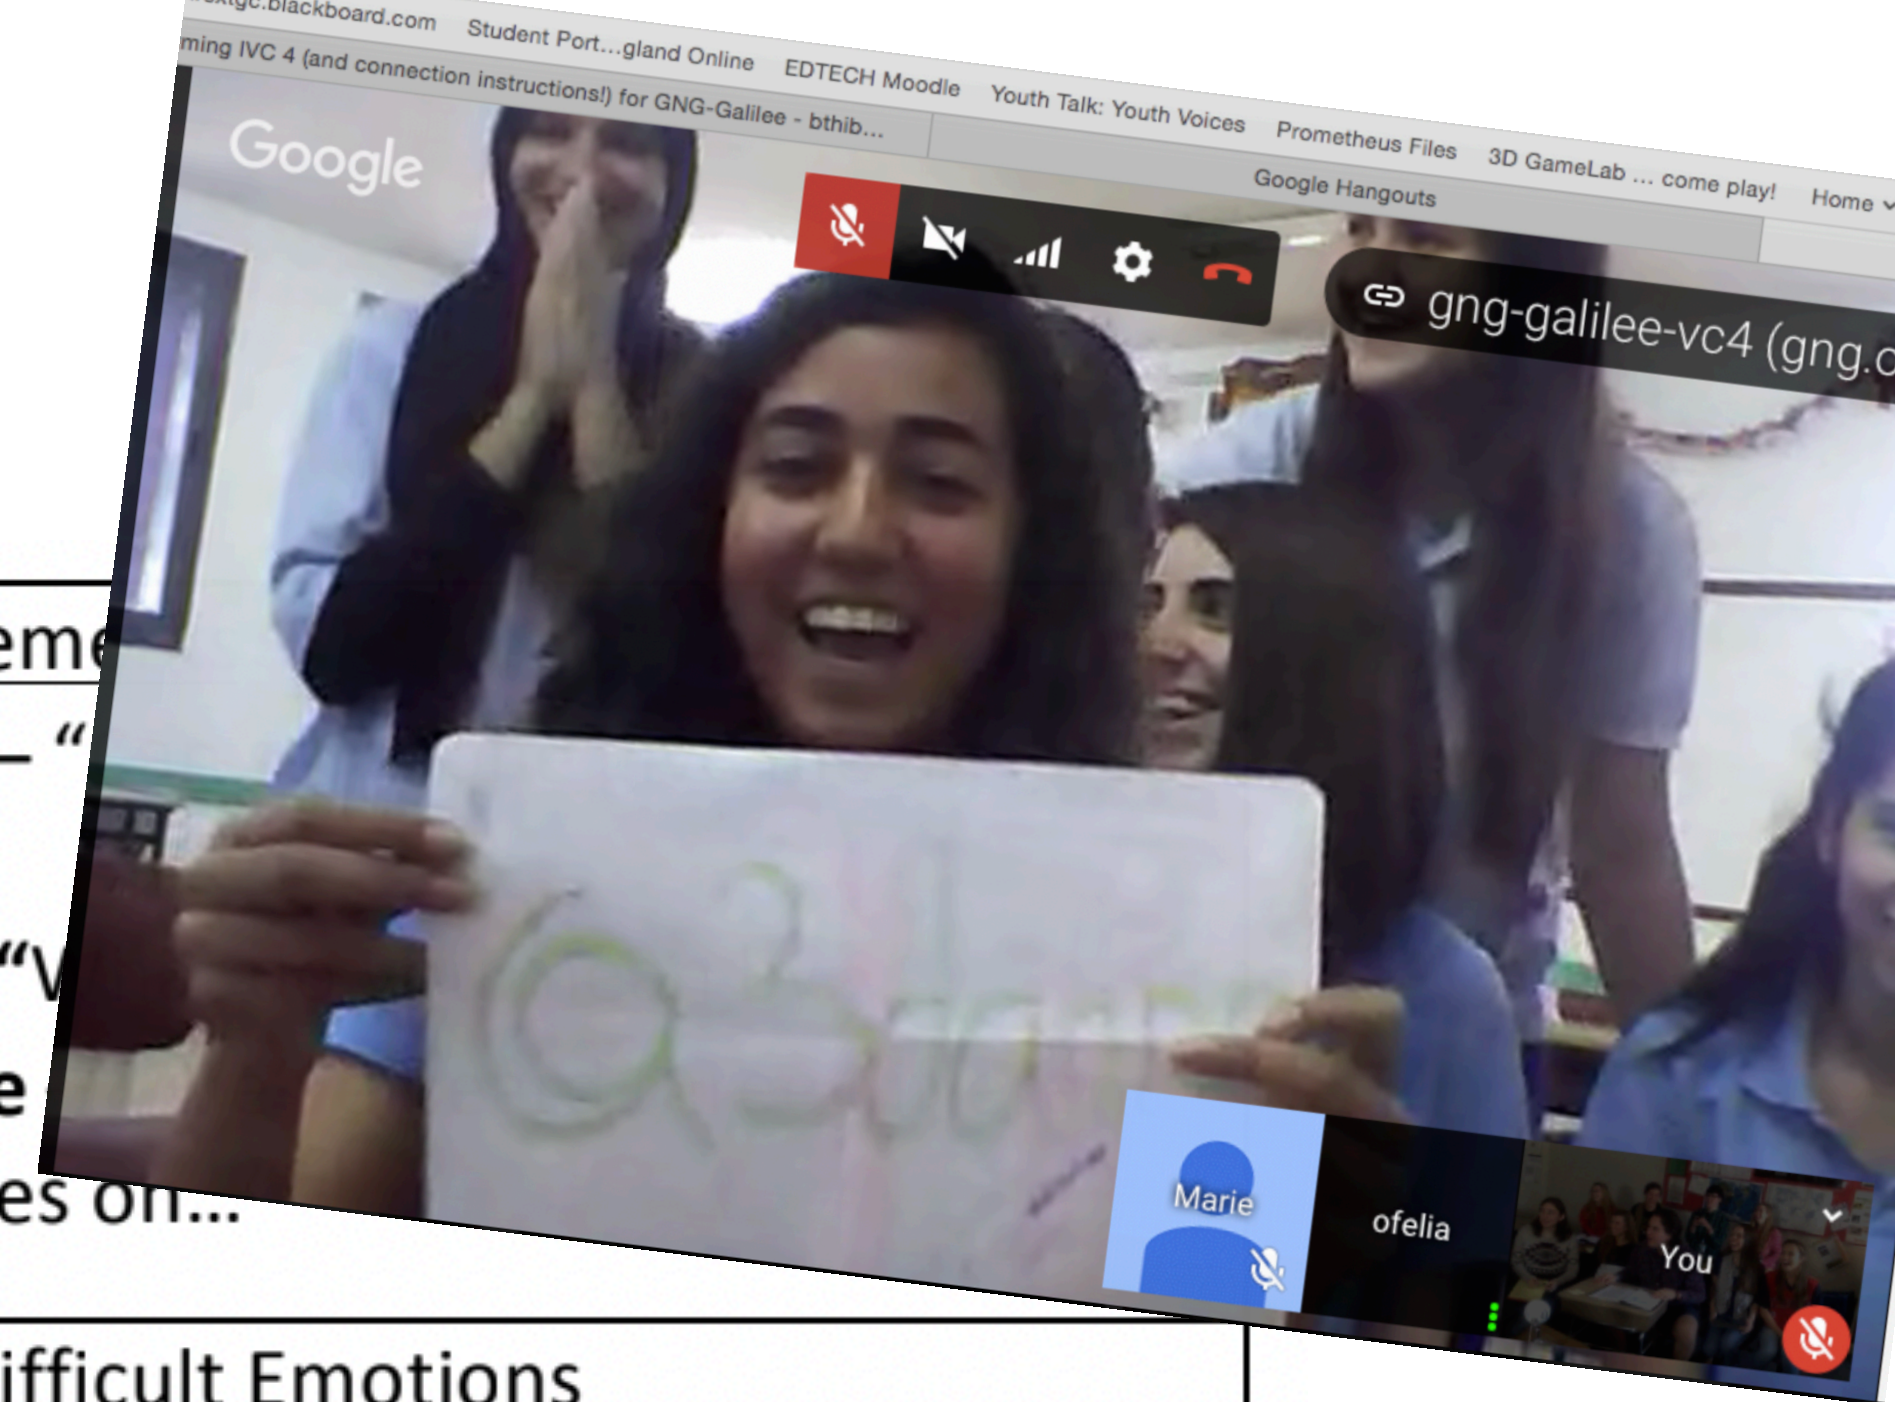 gc.blackboard.com
Student Port...gland Online
EDTECH Moodle
Youth Talk: Youth Voices
Prometheus Files
3D GameLab ... come play!
Home
ming IVC 4 (and connection instructions!) for GNG-Galilee - bthib...
Google Hangouts
Google
gng-galilee-vc4 (gng.c
eme
– “
“V
e
es on...
Marie
ofelia
You
ifficult Emotions